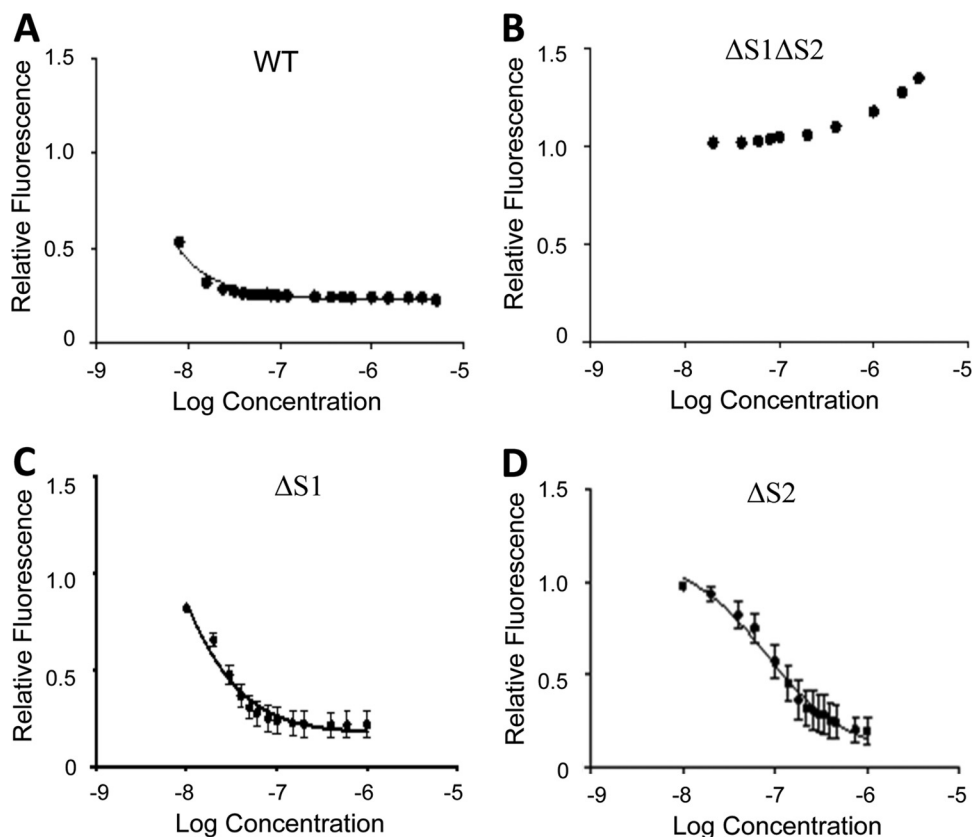 A
WT
Relative Fluorescence
1.5
1.0
0.5
0
-9
-8
-7
-6
-5
Log Concentration
B
ΔS1ΔS2
Relative Fluorescence
1.5
1.0
0.5
0
-9
-8
-7
-6
-5
Log Concentration
C
ΔS1
Relative Fluorescence
1.5
1.0
0.5
0
-9
-8
-7
-6
-5
Log Concentration
D
ΔS2
Relative Fluorescence
1.5
1.0
0.5
0
-9
-8
-7
-6
-5
Log Concentration